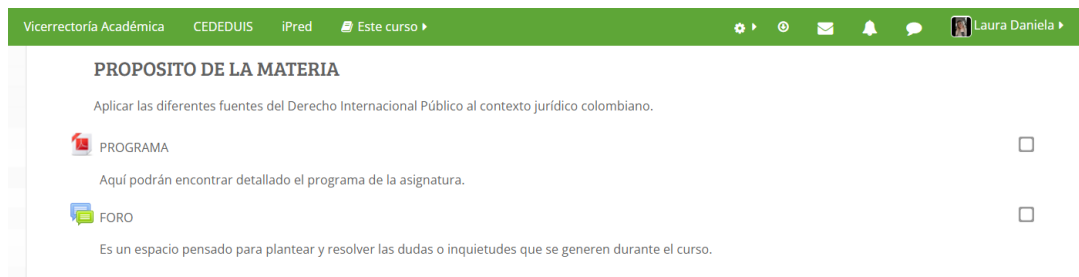 Vicerrectoría Académica CEDEDUIS iPred Este curso Laura Daniela
PROPOSITO DE LA MATERIA
Aplicar las diferentes fuentes del Derecho Internacional Público al contexto jurídico colombiano.
PROGRAMA
Aquí podrán encontrar detallado el programa de la asignatura.
FORO
Es un espacio pensado para plantear y resolver las dudas o inquietudes que se generen durante el curso.